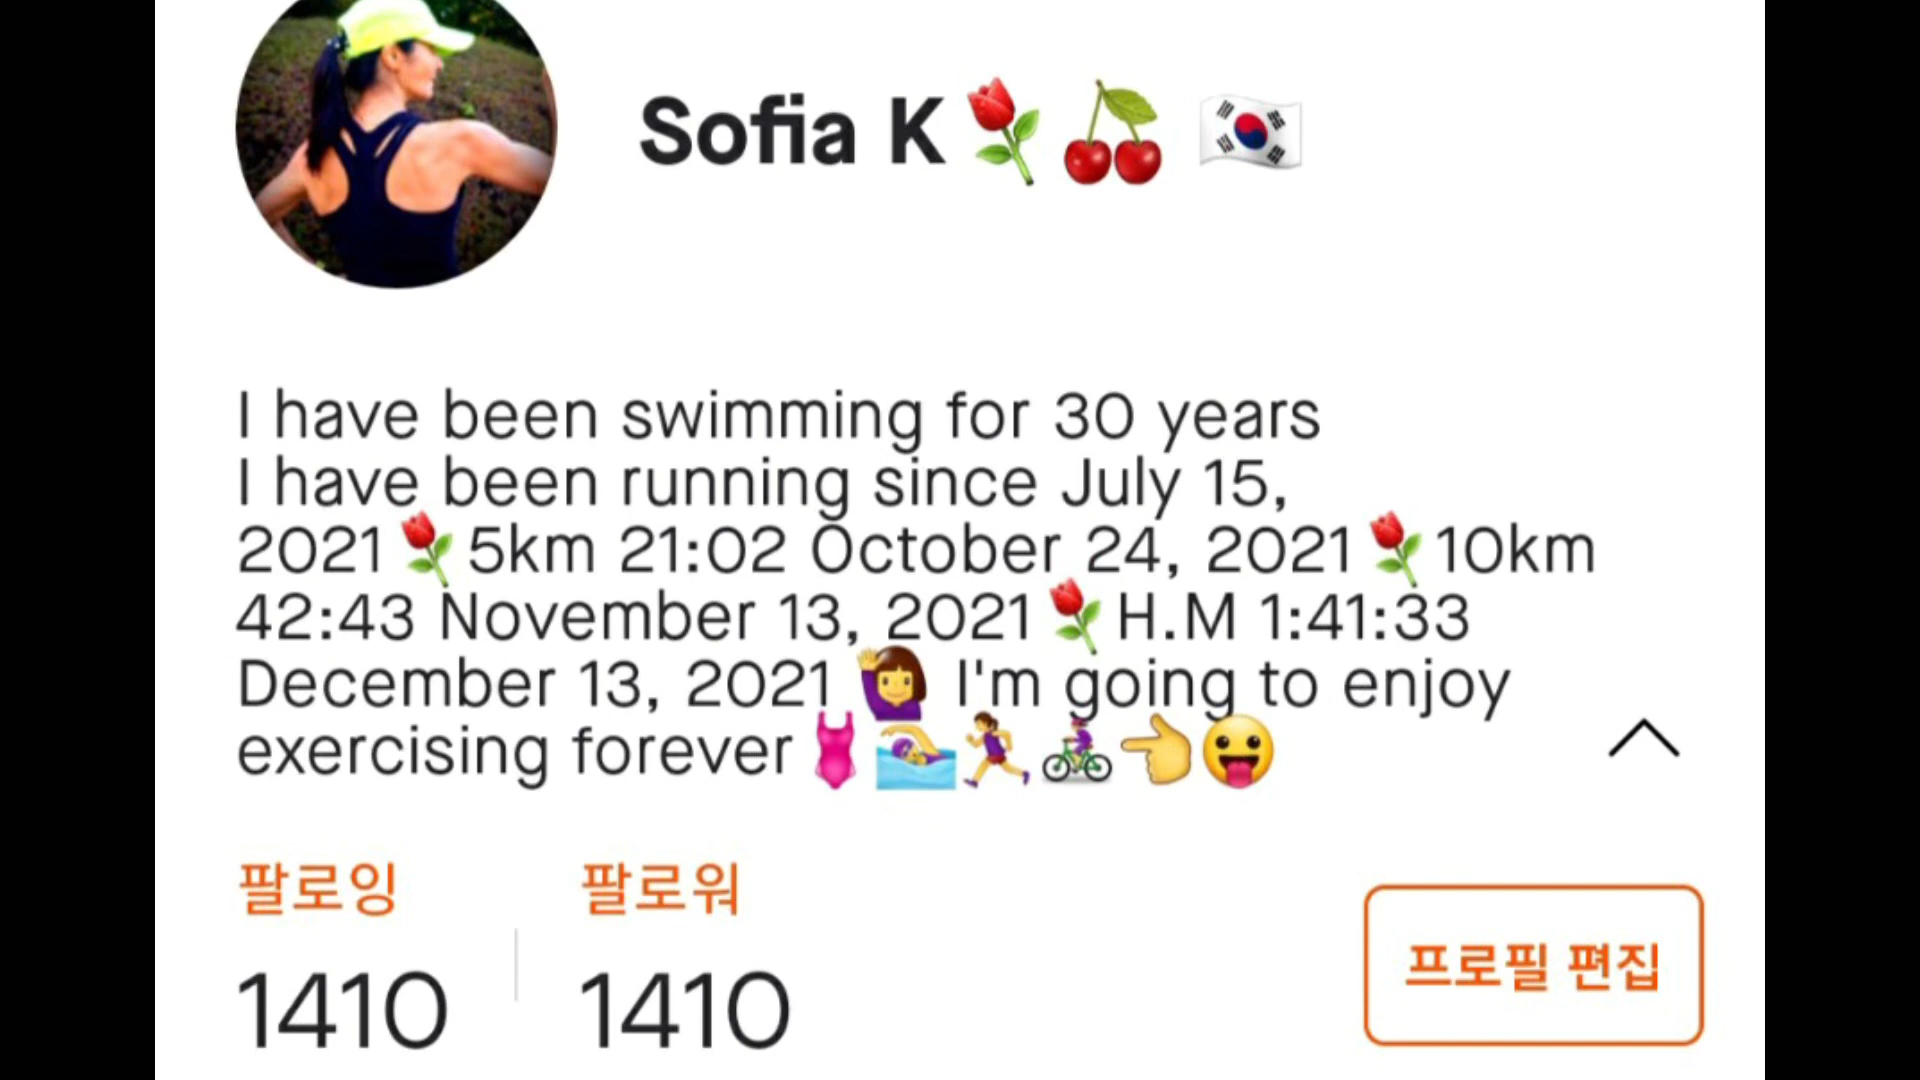 Sofia K🌹🍒 🇰🇷
I have been swimming for 30 years
I have been running since July 15,
2021🌹5km 21:02 October 24, 2021🌹10km
42:43 November 13, 2021🌹H.M 1:41:33
December 13, 2021🙋‍♀️ I'm going to enjoy
exercising forever🩱🏊‍♀️🏃‍♀️🚴‍♀️👈😛
팔로잉 팔로워
1410 1410
프로필 편집